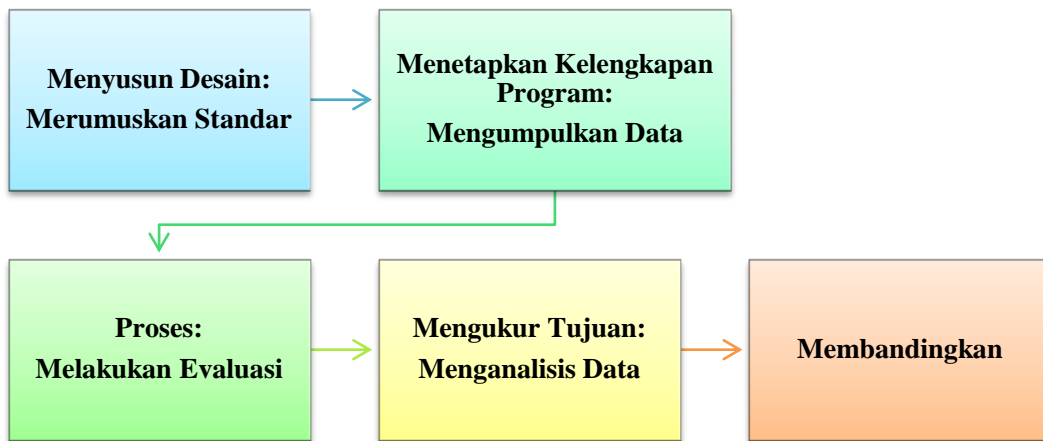 Menyusun Desain:
Merumuskan Standar
Menetapkan Kelengkapan
Program:
Mengumpulkan Data
Proses:
Melakukan Evaluasi
Mengukur Tujuan:
Menganalisis Data
Membandingkan